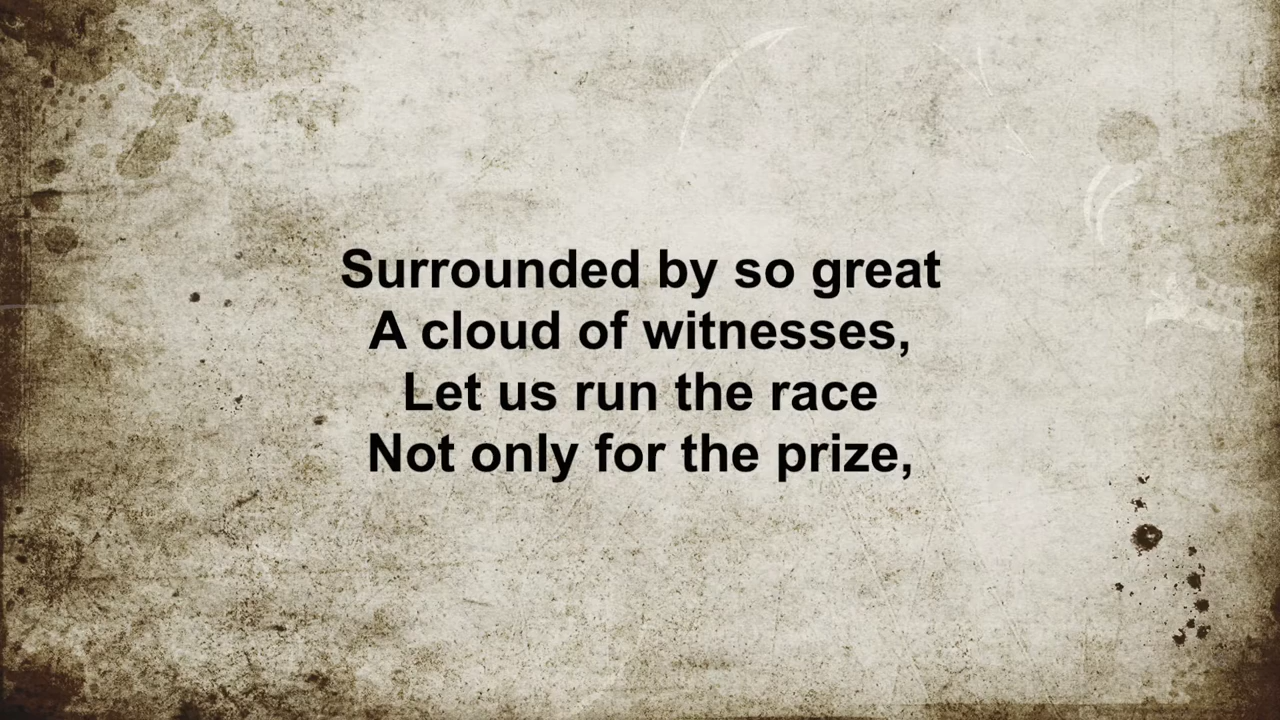 Surrounded by so great
A cloud of witnesses,
Let us run the race
Not only for the prize,